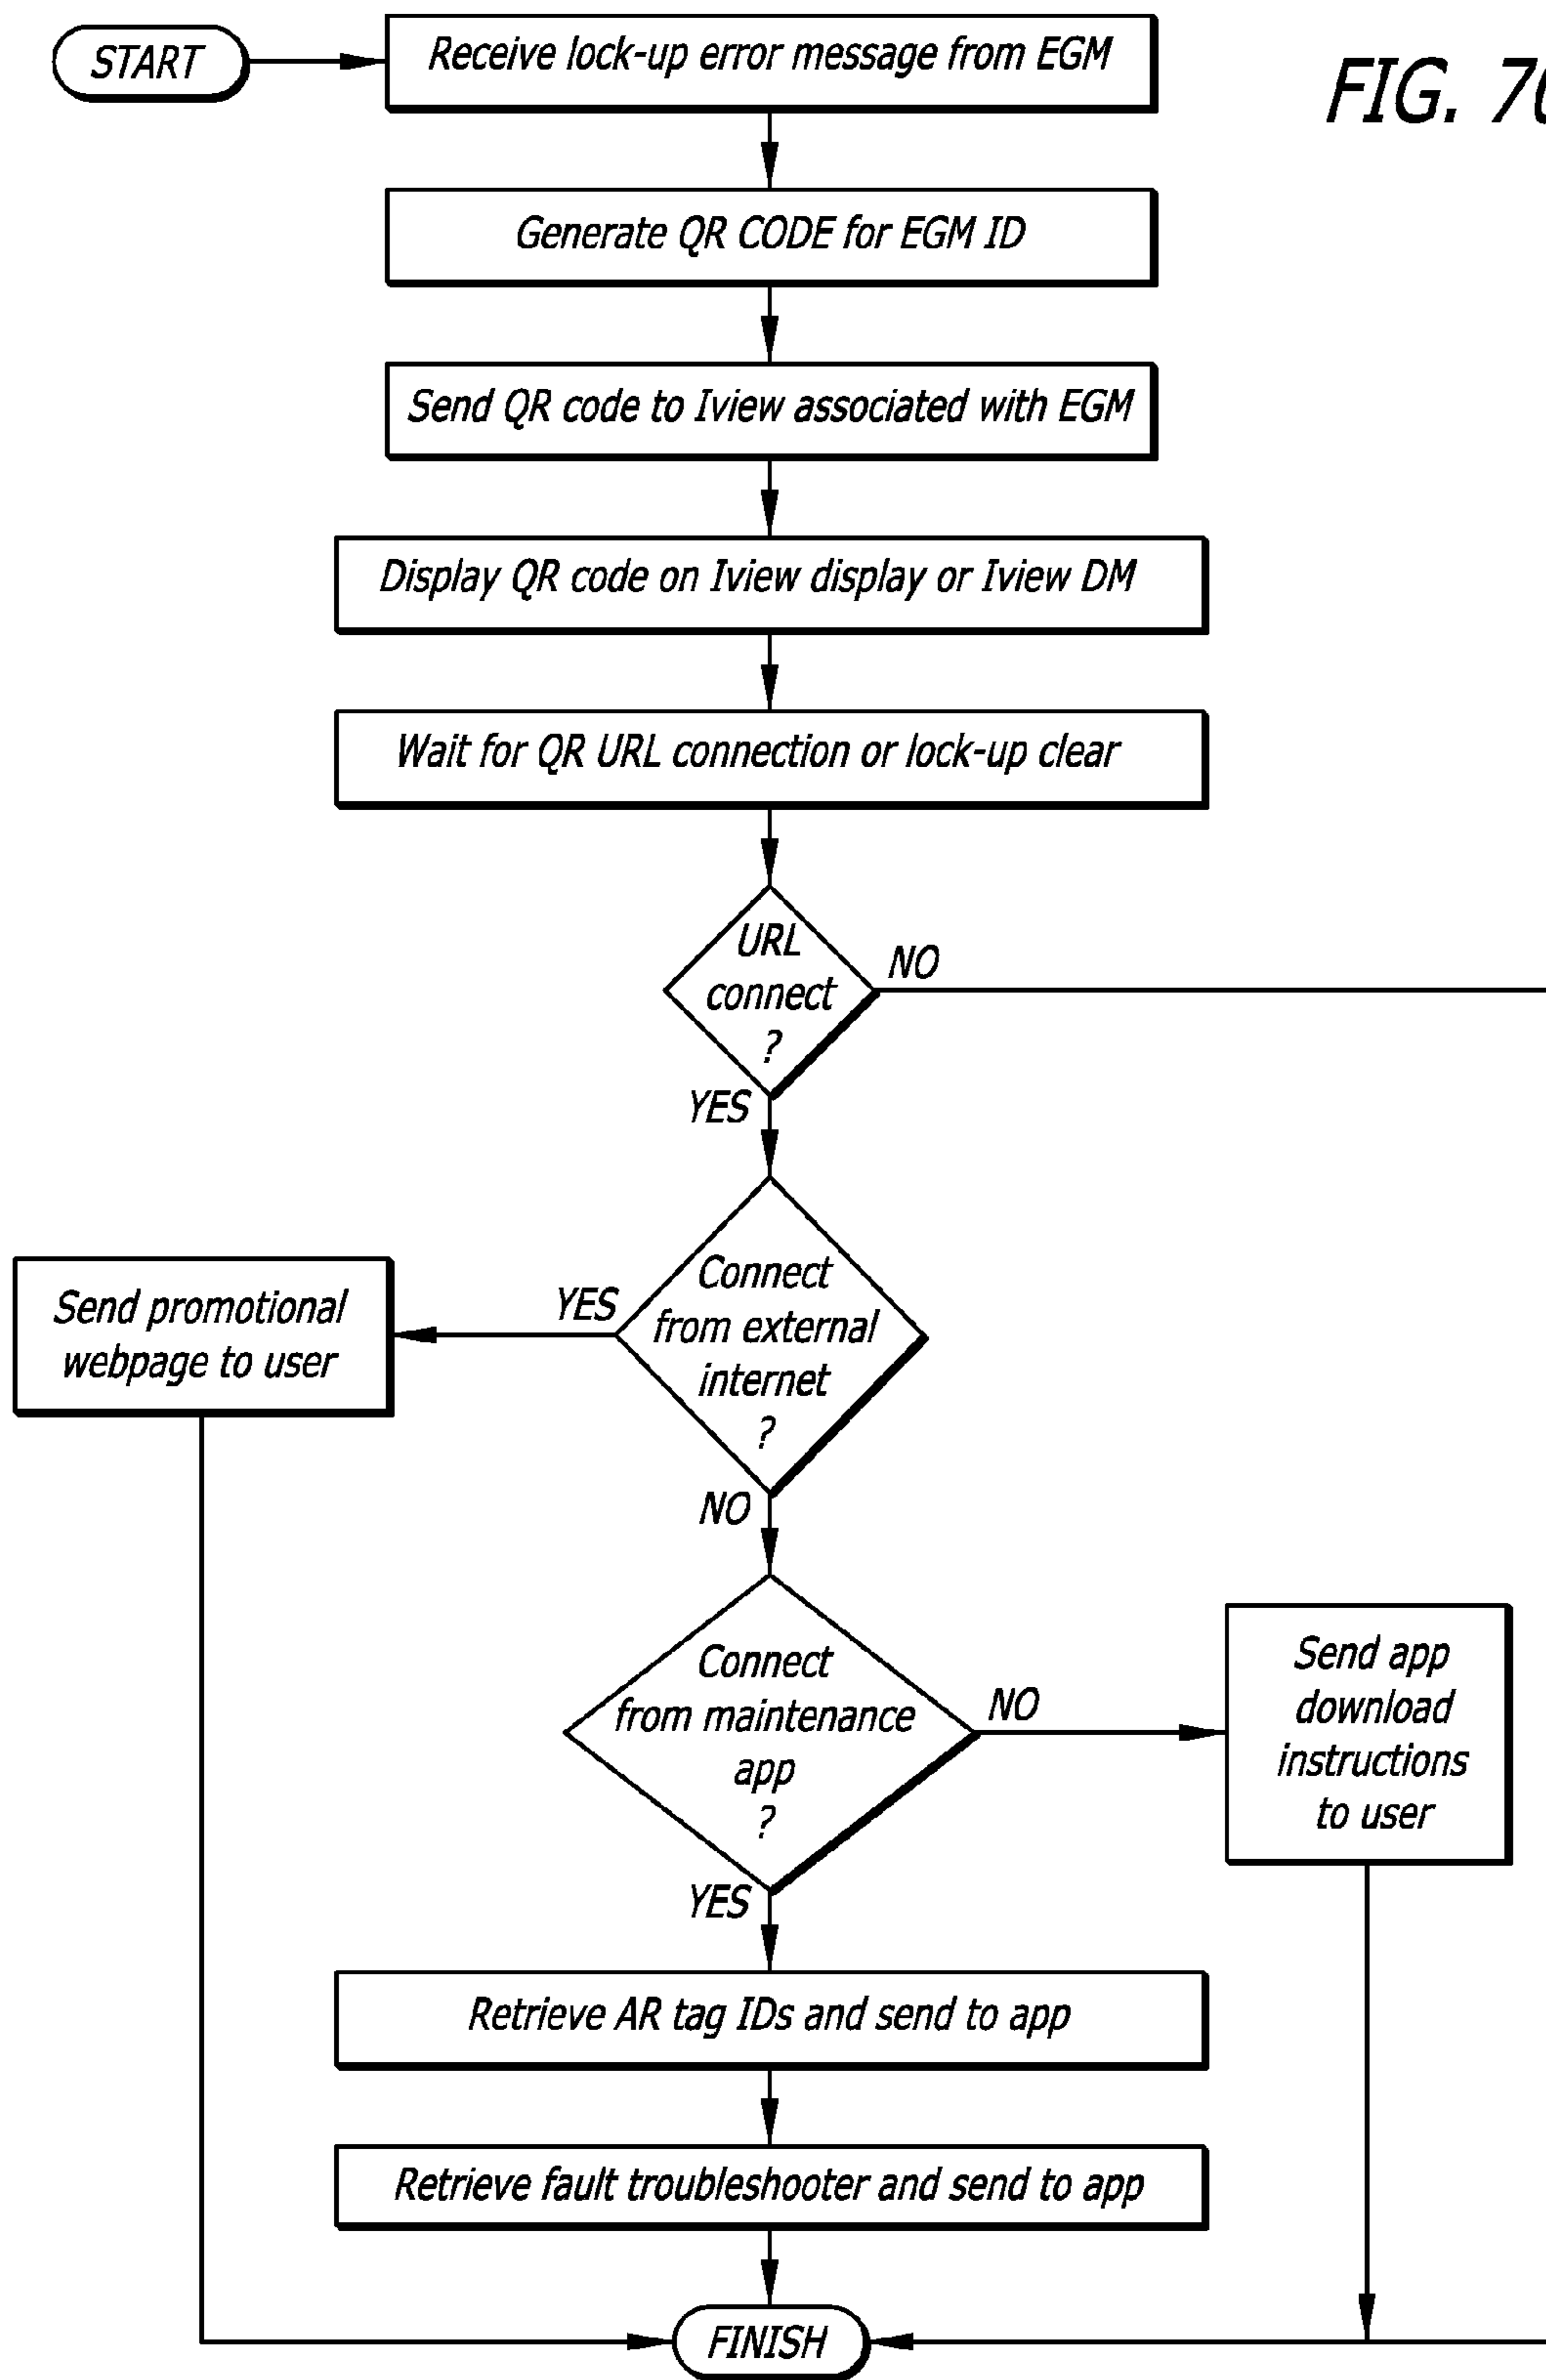 START
Receive lock-up error message from EGM
FIG. 70
Generate QR CODE for EGM ID
Send QR code to Iview associated with EGM
Display QR code on Iview display or Iview DM
Wait for QR URL connection or lock-up clear
URL
connect
?
NO
YES
Connect
from external
internet
?
YES
Send promotional
webpage to user
NO
Connect
from maintenance
app
?
NO
Send app
download
instructions
to user
YES
Retrieve AR tag IDs and send to app
Retrieve fault troubleshooter and send to app
FINISH